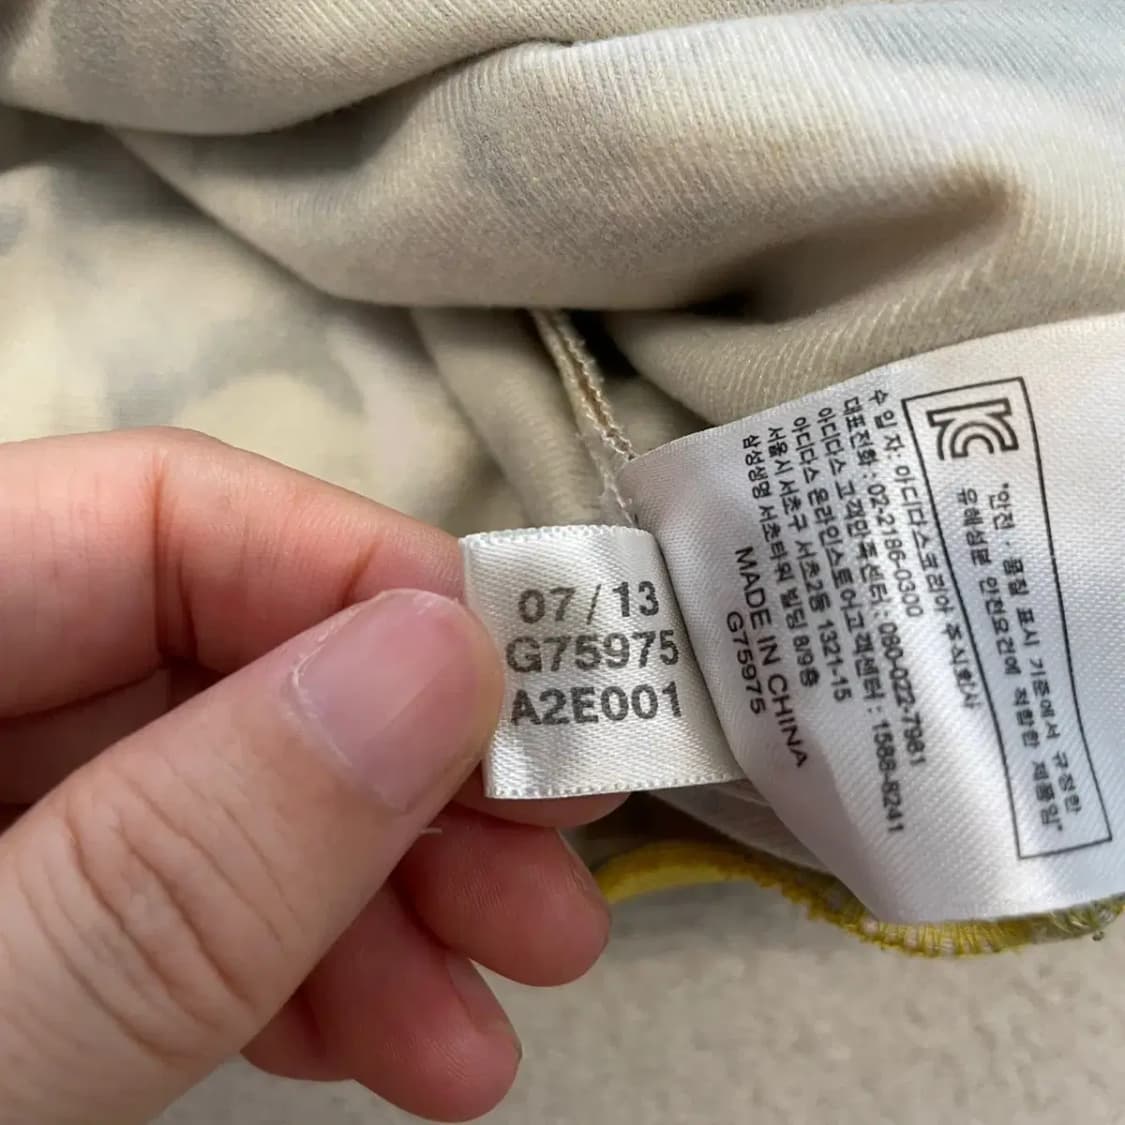 07/13
G75975
A2E001
KC
"안전·품질 표시 기준에서 규정한
유해성분 안전요건에 적합한 제품임"
수입자: 아디다스코리아 주식회사
대표전화: 02-2186-0300
아디다스 고객만족센터: 080-022-7981
아디다스 온라인스토어고객센터: 1588-8241
서울시 서초구 서초2동 1321-15
삼성생명 서초타워 빌딩 8/9층
MADE IN CHINA
G75975